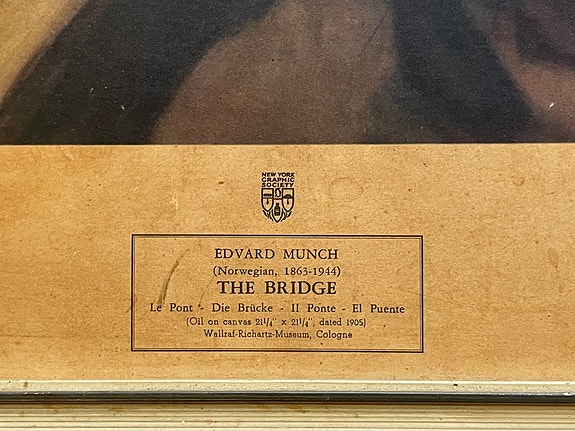 NEW YORK
GRAPHIC
SOCIETY
EDVARD MUNCH
(Norwegian, 1863-1944)
THE BRIDGE
Le Pont - Die Brücke - Il Ponte - El Puente
(Oil on canvas 21¼" x 21¼", dated 1905)
Wallraf-Richartz-Museum, Cologne